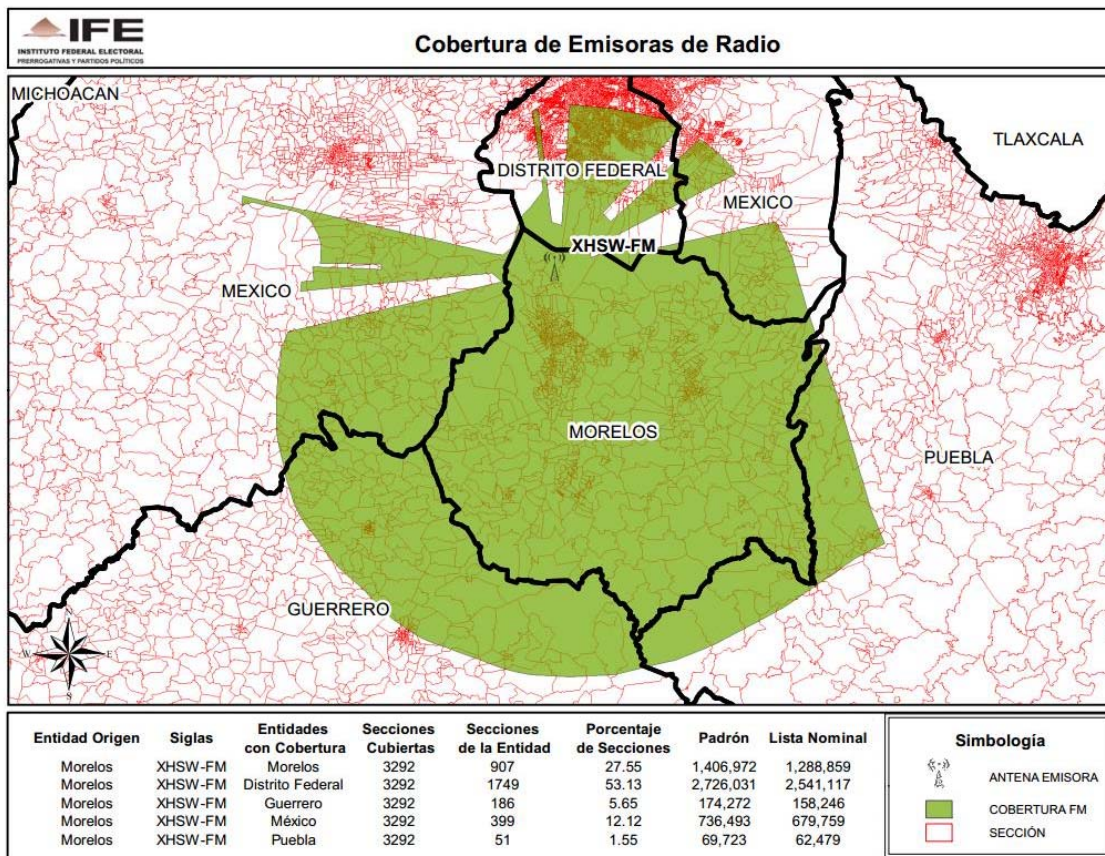 IFE
INSTITUTO FEDERAL ELECTORAL
PRERROGATIVAS Y PARTIDOS POLÍTICOS
Cobertura de Emisoras de Radio
MICHOACAN
TLAXCALA
DISTRITO FEDERAL
MEXICO
XHSW-FM
MEXICO
MORELOS
PUEBLA
GUERRERO
N
W E
S
Entidad Origen Siglas Entidades con Cobertura Secciones Cubiertas Secciones de la Entidad Porcentaje de Secciones Padrón Lista Nominal
Morelos XHSW-FM Morelos 3292 907 27.55 1,406,972 1,288,859
Morelos XHSW-FM Distrito Federal 3292 1749 53.13 2,726,031 2,541,117
Morelos XHSW-FM Guerrero 3292 186 5.65 174,272 158,246
Morelos XHSW-FM México 3292 399 12.12 736,493 679,759
Morelos XHSW-FM Puebla 3292 51 1.55 69,723 62,479
Simbología
ANTENA EMISORA
COBERTURA FM
SECCIÓN